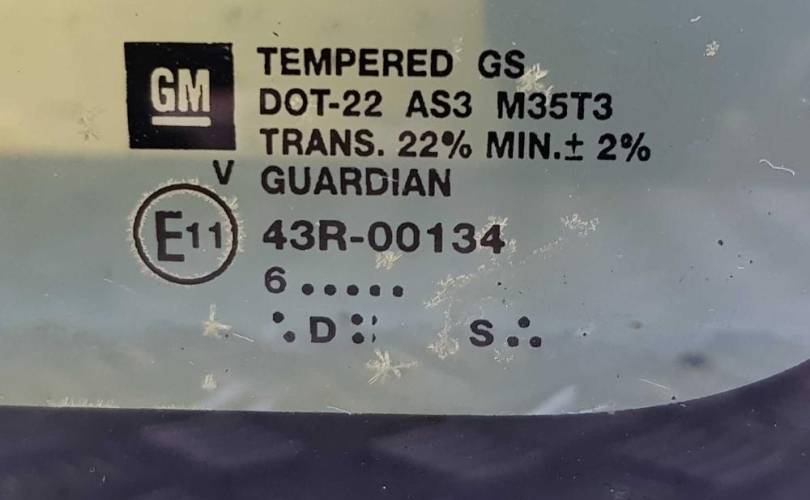 GM TEMPERED GS
DOT-22 AS3 M35T3
TRANS. 22% MIN.± 2%
V GUARDIAN
E11 43R-00134
6.....
D S